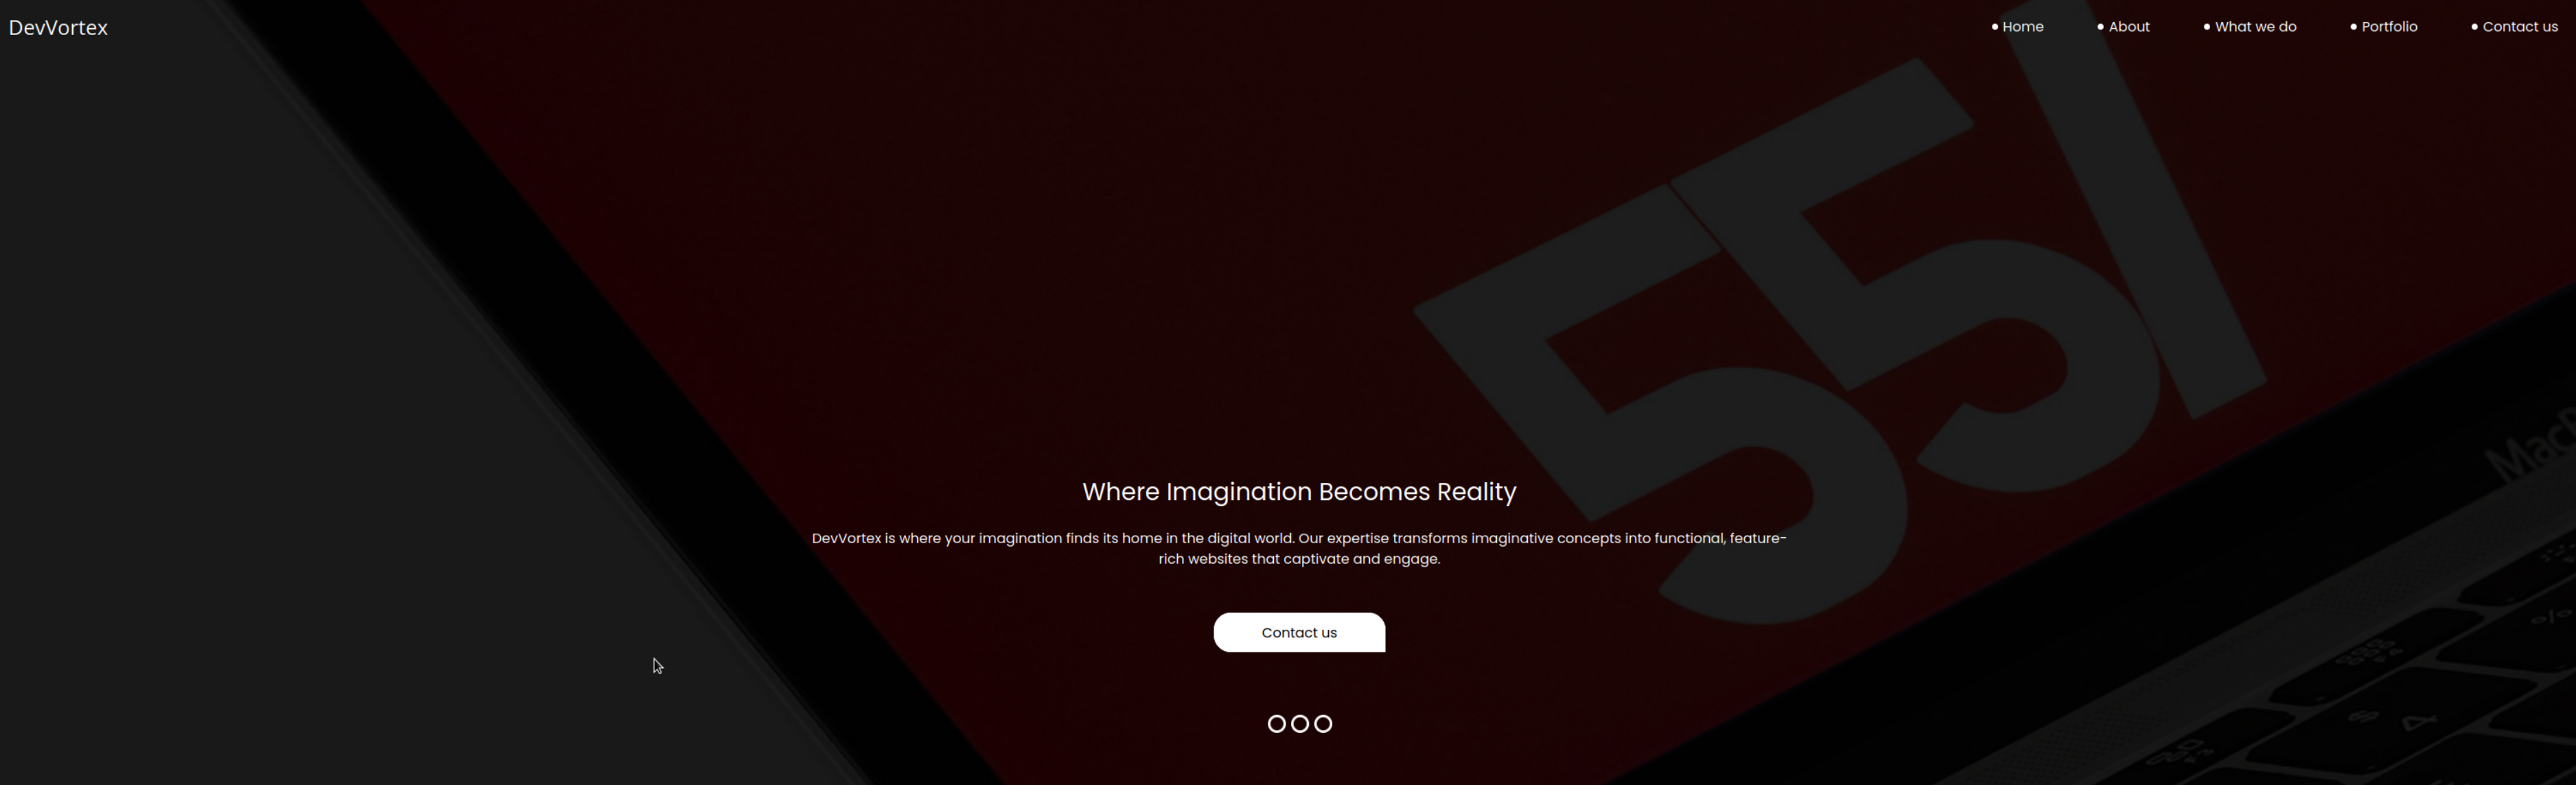 DevVortex
Home
About
What we do
Portfolio
Contact us
55/
Where Imagination Becomes Reality
DevVortex is where your imagination finds its home in the digital world. Our expertise transforms imaginative concepts into functional, feature-
rich websites that captivate and engage.
Contact us